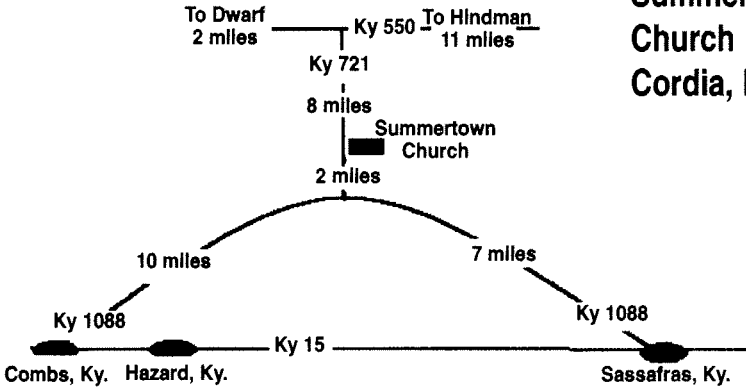 To Dwarf
2 miles
Ky 550
To Hindman
11 miles
Church
Ky 721
Cordia,
8 miles
Summertown
Church
2 miles
10 miles
7 miles
Ky 1088
Ky 1088
Ky 15
Combs, Ky.
Hazard, Ky.
Sassafras, Ky.